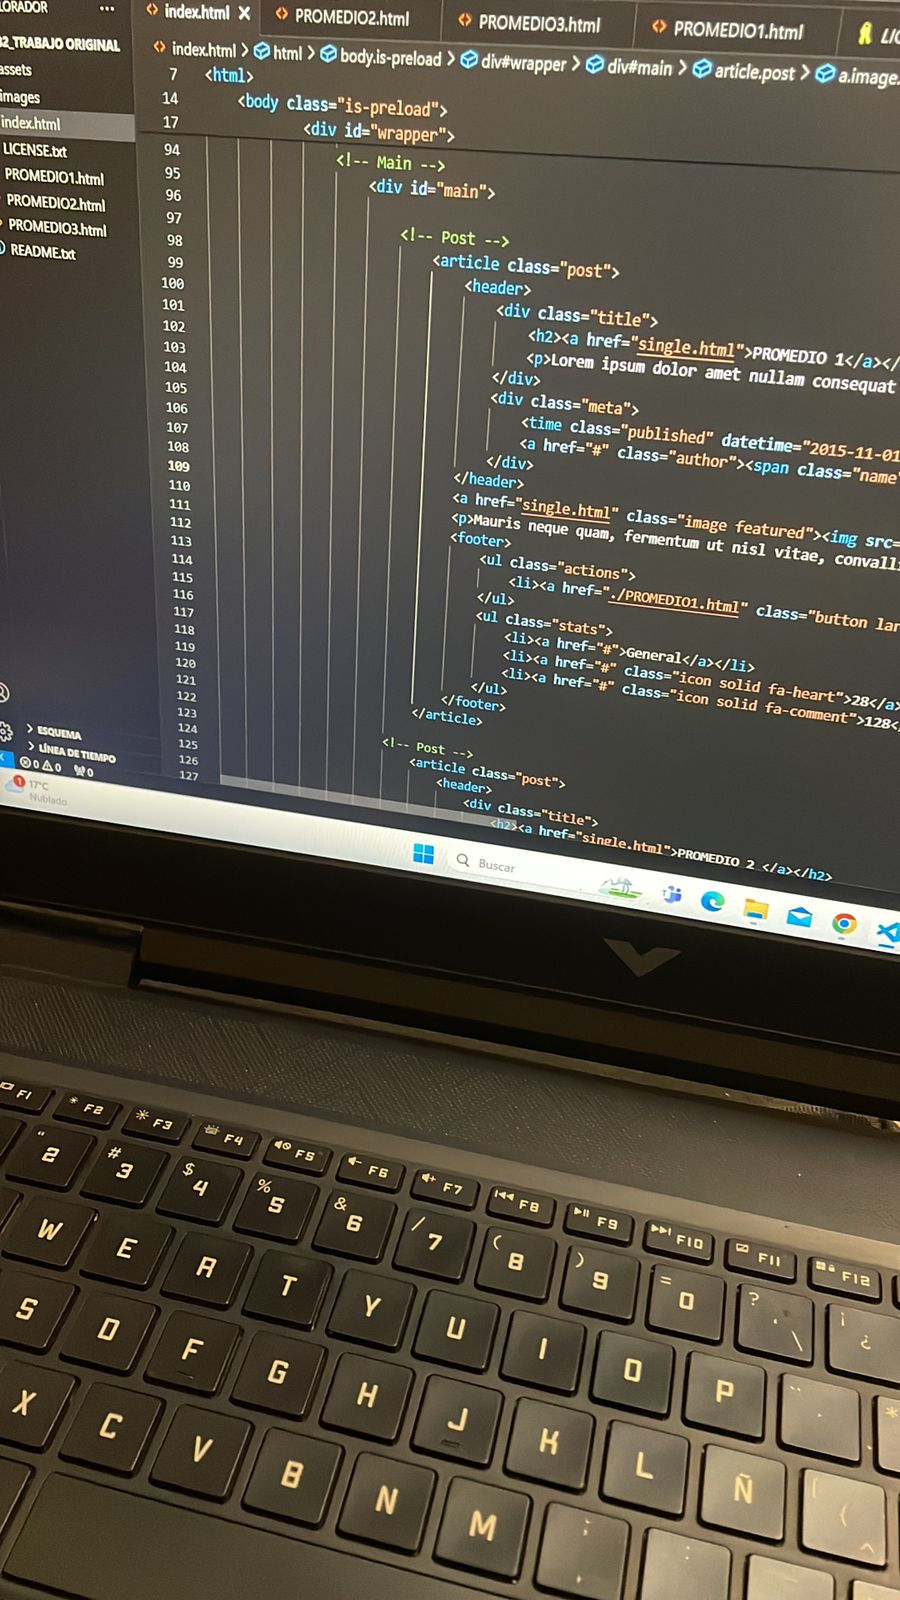 LORADOR ...
index.html X PROMEDIO2.html PROMEDIO3.html PROMEDIO1.html
02_TRABAJO ORIGINAL
assets
images
index.html
LICENSE.txt
PROMEDIO1.html
PROMEDIO2.html
PROMEDIO3.html
README.txt
index.html > html > body.is-preload > div#wrapper > div#main > article.post > a.image.
7 <html>
14 <body class="is-preload">
17 <div id="wrapper">
94
95 <!-- Main -->
96 <div id="main">
97
98 <!-- Post -->
99 <article class="post">
100 <header>
101 <div class="title">
102 <h2><a href="single.html">PROMEDIO 1</a></
103 <p>Lorem ipsum dolor amet nullam consequat
104 </div>
105 <div class="meta">
106 <time class="published" datetime="2015-11-01
107 <a href="#" class="author"><span class="name"
108 </div>
109 </header>
110 <a href="single.html" class="image featured"><img src=
111 <p>Mauris neque quam, fermentum ut nisl vitae, convalli
112 <footer>
113 <ul class="actions">
114 <li><a href="./PROMEDIO1.html" class="button lar
115 </ul>
116 <ul class="stats">
117 <li><a href="#">General</a></li>
118 <li><a href="#" class="icon solid fa-heart">28</a>
119 <li><a href="#" class="icon solid fa-comment">128<
120 </ul>
121 </footer>
122 </article>
123
124 <!-- Post -->
125 <article class="post">
126 <header>
127 <div class="title">
<h2><a href="single.html">PROMEDIO 2 </a></h2>
ESQUEMA
LÍNEA DE TIEMPO
0 0 0
1 17°C
Nublado
Buscar
F1 F2 F3 F4 F5 F6 F7 F8 F9 F10 F11 F12
" 2 # 3 $ 4 % 5 & 6 / 7 ( 8 ) 9 = 0 ? ' \ ¡ ¿
W E R T Y U I O P
S D F G H J K L Ñ
X C V B N M